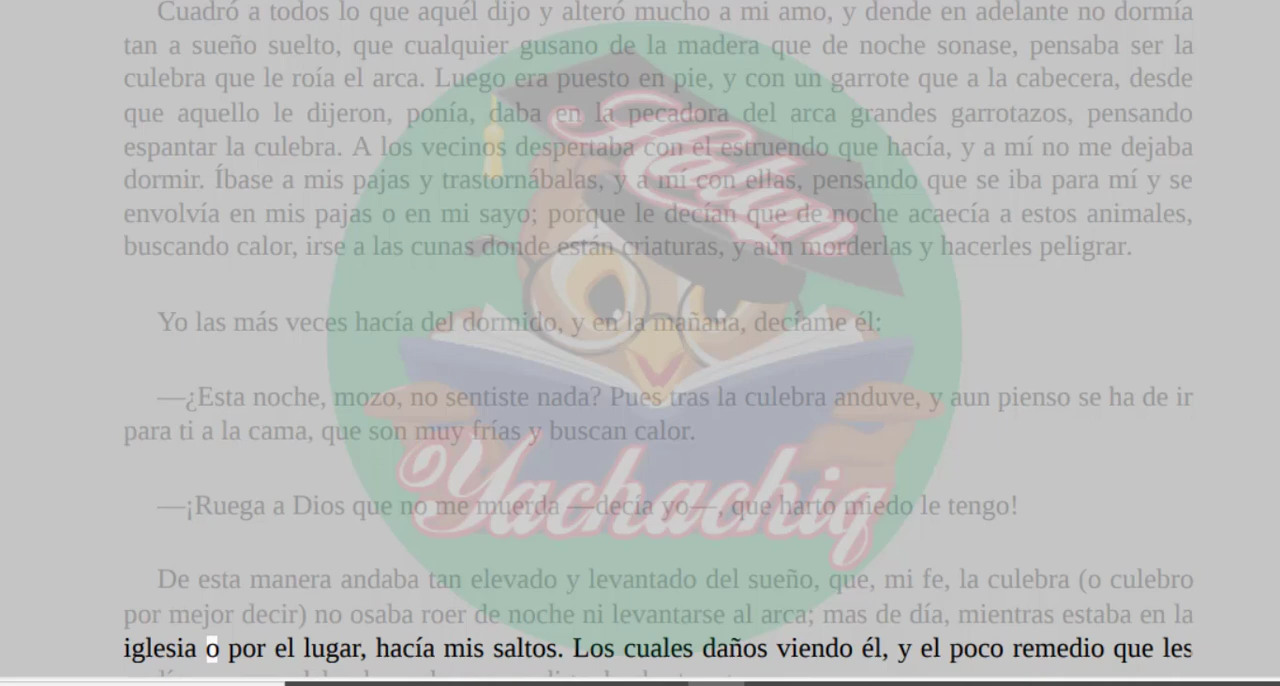 Cuadró a todos lo que aquél dijo y alteró mucho a mi amo, y dende en adelante no dormía
tan a sueño suelto, que cualquier gusano de la madera que de noche sonase, pensaba ser la
culebra que le roía el arca. Luego era puesto en pie, y con un garrote que a la cabecera, desde
que aquello le dijeron, ponía, daba en la pecadora del arca grandes garrotazos, pensando
espantar la culebra. A los vecinos despertaba con el estruendo que hacía, y a mí no me dejaba
dormir. Íbase a mis pajas y trastornábalas, y a mí con ellas, pensando que se iba para mí y se
envolvía en mis pajas o en mi sayo; porque le decían que de noche acaecía a estos animales,
buscando calor, irse a las cunas donde están criaturas, y aún morderlas y hacerles peligrar.
Yo las más veces hacía del dormido, y en la mañana, decíame él:
—¿Esta noche, mozo, no sentiste nada? Pues tras la culebra anduve, y aun pienso se ha de ir
para ti a la cama, que son muy frías y buscan calor.
—¡Ruega a Dios que no me muerda —decía yo—, que harto miedo le tengo!
De esta manera andaba tan elevado y levantado del sueño, que, mi fe, la culebra (o culebro
por mejor decir) no osaba roer de noche ni levantarse al arca; mas de día, mientras estaba en la
iglesia o por el lugar, hacía mis saltos. Los cuales daños viendo él, y el poco remedio que les
Hatun
Yachachiq